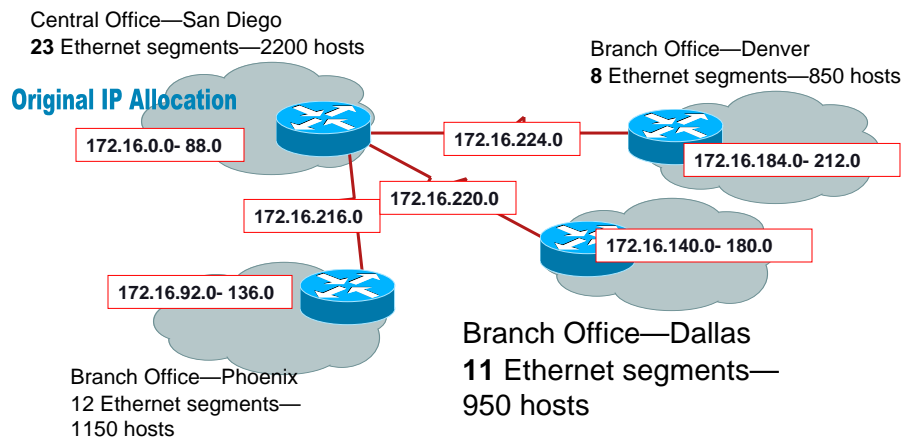 Central Office—San Diego
23 Ethernet segments—2200 hosts
Branch Office—Denver
8 Ethernet segments—850 hosts
Original IP Allocation
172.16.0.0- 88.0
172.16.224.0
172.16.184.0- 212.0
172.16.220.0
172.16.216.0
172.16.140.0- 180.0
172.16.92.0- 136.0
Branch Office—Dallas
11 Ethernet segments—
950 hosts
Branch Office—Phoenix
12 Ethernet segments—
1150 hosts